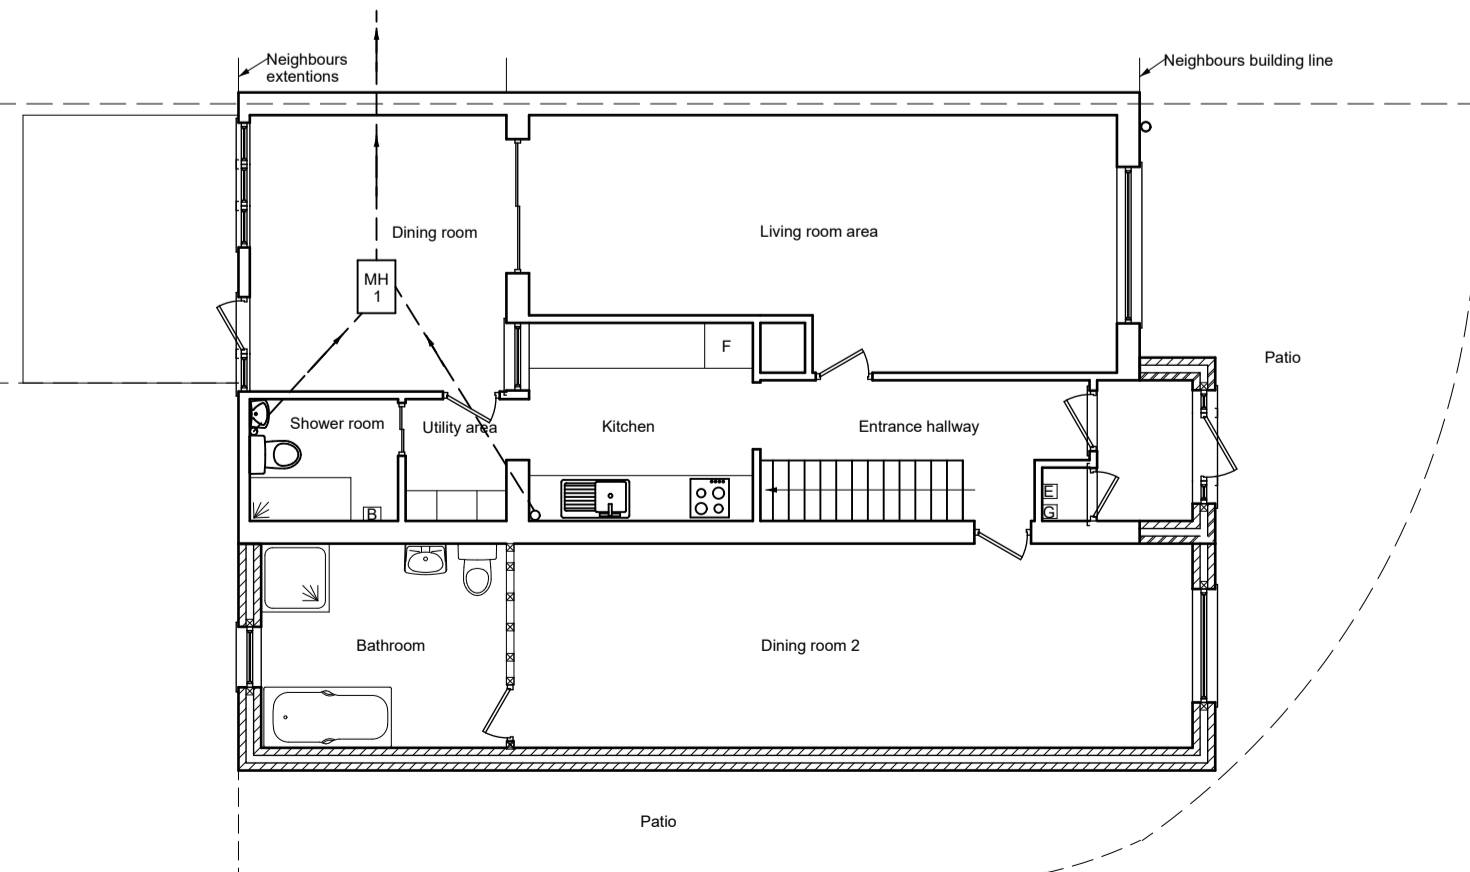 Neighbours
extentions
Neighbours building line
Dining room
Living room area
MH
1
F
Patio
Shower room
Utility area
Kitchen
Entrance hallway
E
G
B
Bathroom
Dining room 2
Patio